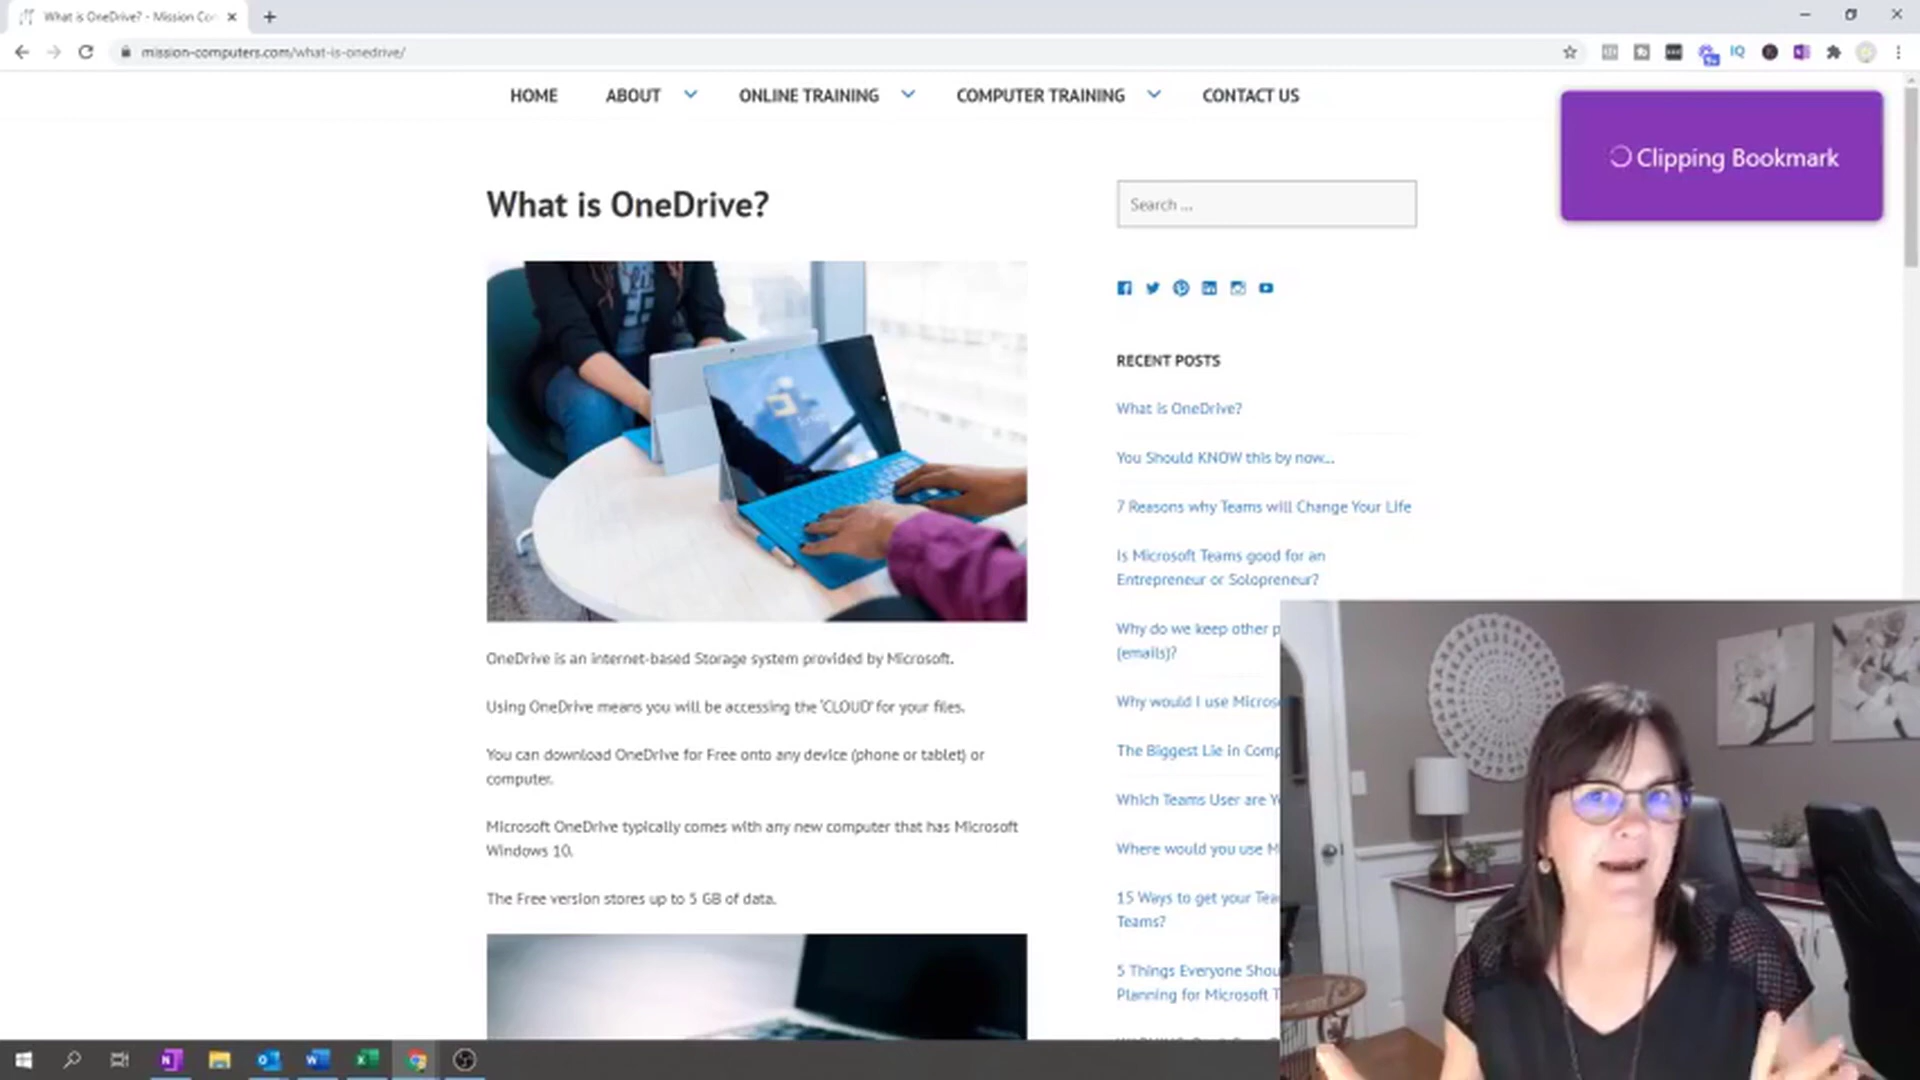 What is OneDrive? - Mission Co
mission-computers.com/what-is-onedrive/
IQ
HOME ABOUT ONLINE TRAINING COMPUTER TRAINING CONTACT US
Clipping Bookmark
What is OneDrive?
Search ...
RECENT POSTS
What is OneDrive?
You Should KNOW this by now...
7 Reasons why Teams will Change Your Life
Is Microsoft Teams good for an
Entrepreneur or Solopreneur?
Why do we keep other p
(emails)?
Why would I use Micros
The Biggest Lie in Comp
Which Teams User are Y
Where would you use M
15 Ways to get your Tea
Teams?
5 Things Everyone Shou
Planning for Microsoft T
OneDrive is an internet-based Storage system provided by Microsoft.
Using OneDrive means you will be accessing the 'CLOUD' for your files.
You can download OneDrive for Free onto any device (phone or tablet) or
computer.
Microsoft OneDrive typically comes with any new computer that has Microsoft
Windows 10.
The Free version stores up to 5 GB of data.